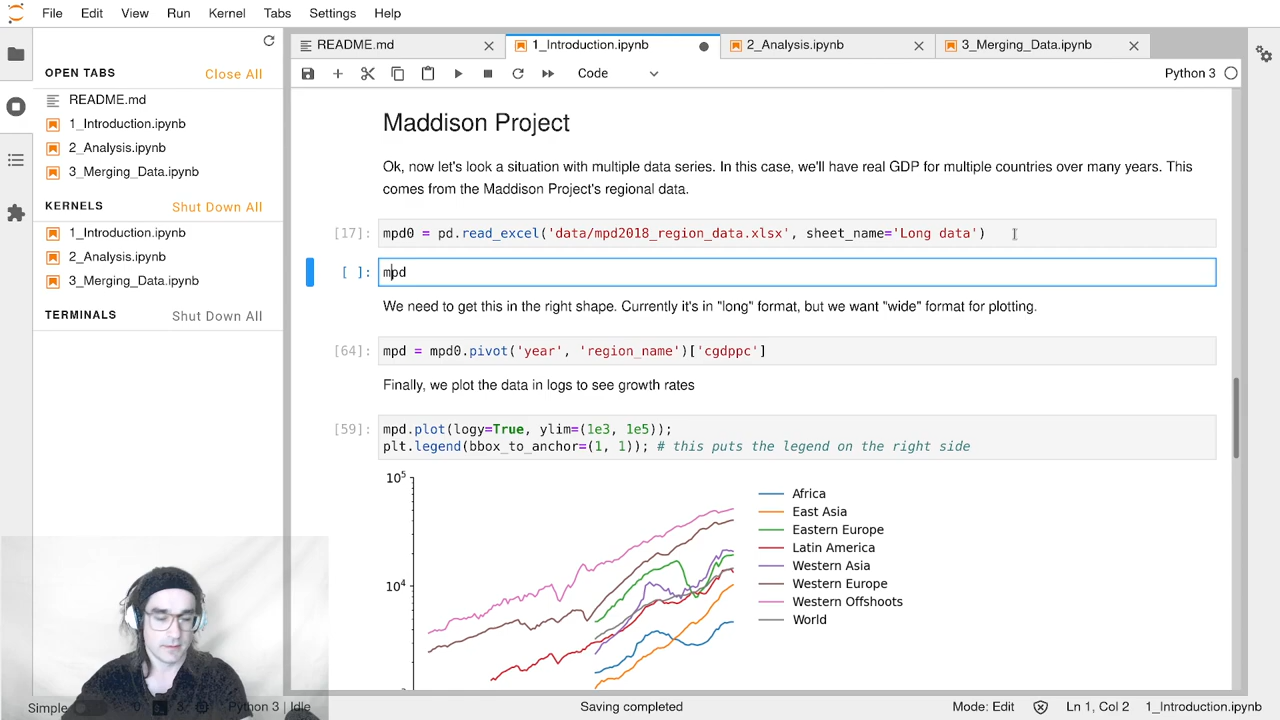 File Edit View Run Kernel Tabs Settings Help
README.md
1_Introduction.ipynb
2_Analysis.ipynb
3_Merging_Data.ipynb
Code
Python 3
OPEN TABS Close All
README.md
1_Introduction.ipynb
2_Analysis.ipynb
3_Merging_Data.ipynb
KERNELS Shut Down All
1_Introduction.ipynb
2_Analysis.ipynb
3_Merging_Data.ipynb
TERMINALS Shut Down All
Maddison Project
Ok, now let's look a situation with multiple data series. In this case, we'll have real GDP for multiple countries over many years. This
comes from the Maddison Project's regional data.
[17]: mpd0 = pd.read_excel('data/mpd2018_region_data.xlsx', sheet_name='Long data')
[ ]: mpd
We need to get this in the right shape. Currently it's in "long" format, but we want "wide" format for plotting.
[64]: mpd = mpd0.pivot('year', 'region_name')['cgdppc']
Finally, we plot the data in logs to see growth rates
[59]: mpd.plot(logy=True, ylim=(1e3, 1e5));
plt.legend(bbox_to_anchor=(1, 1)); # this puts the legend on the right side
10^5
10^4
Africa
East Asia
Eastern Europe
Latin America
Western Asia
Western Europe
Western Offshoots
World
Simple
Python 3 | Idle
Saving completed
Mode: Edit
Ln 1, Col 2
1_Introduction.ipynb